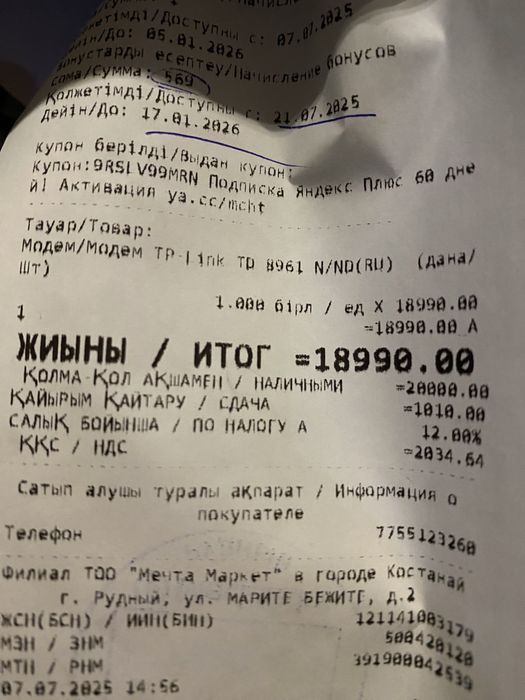 қолжетімді/Доступны с: 07.07.2025
дейін/До: 05.01.2026
Бонустарды есептеу/Начисление бонусов
Сома/Сумма: 569
Қолжетімді/Доступны с: 21.07.2025
дейін/До: 17.01.2026
купон берілді/Выдан купон:
купон:9RSLV99MRN Подписка Яндекс Плюс 60 дне
й! Активация ya.cc/mcht
Тауар/Товар:
Модем/Модем TP-Link TD 8961 N/ND(RU) (дана/
шт)
1 1.000 бірл / ед X 18990.00
=18990.00 А
ЖИЫНЫ / ИТОГ =18990.00
ҚОЛМА-ҚОЛ АҚШАМЕН / НАЛИЧНЫМИ =20000.00
ҚАЙЫРЫМ ҚАЙТАРУ / СДАЧА =1010.00
САЛЫҚ БОЙЫНША / ПО НАЛОГУ А 12.00%
ҚҚС / НДС =2034.64
Сатып алушы туралы ақпарат / Информация о
покупателе
Телефон 7755123260
Филиал ТОО "Мечта Маркет" в городе Костанай
г. Рудный, ул. МАРИТЕ БЕЖИТЕ, д.2
ЖСН(БСН) / ИИН(БИН) 121141003179
МЗН / ЗНМ 500420120
МТН / РНМ 391900042539
07.07.2025 14:56